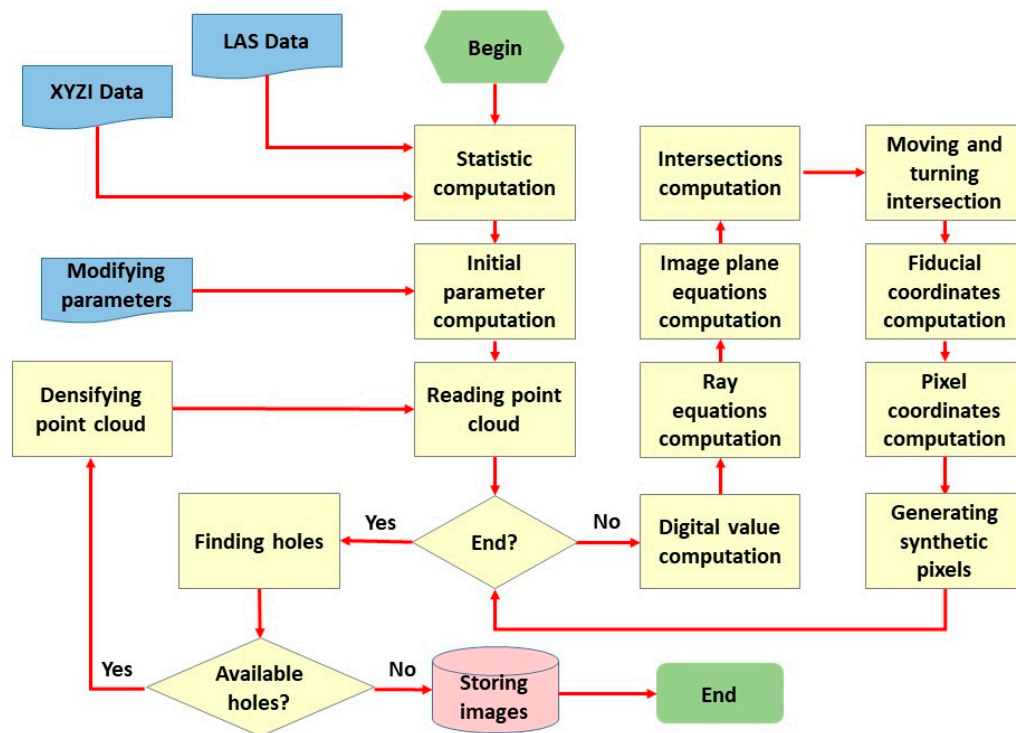 LAS Data
Begin
XYZI Data
Statistic
computation
Intersections
computation
Moving and
turning
intersection
Modifying
parameters
Initial
parameter
computation
Image plane
equations
computation
Fiducial
coordinates
computation
Densifying
point cloud
Reading point
cloud
Ray
equations
computation
Pixel
coordinates
computation
Finding holes
Yes
End?
No
Digital value
computation
Generating
synthetic
pixels
Yes
Available
holes?
No
Storing
images
End